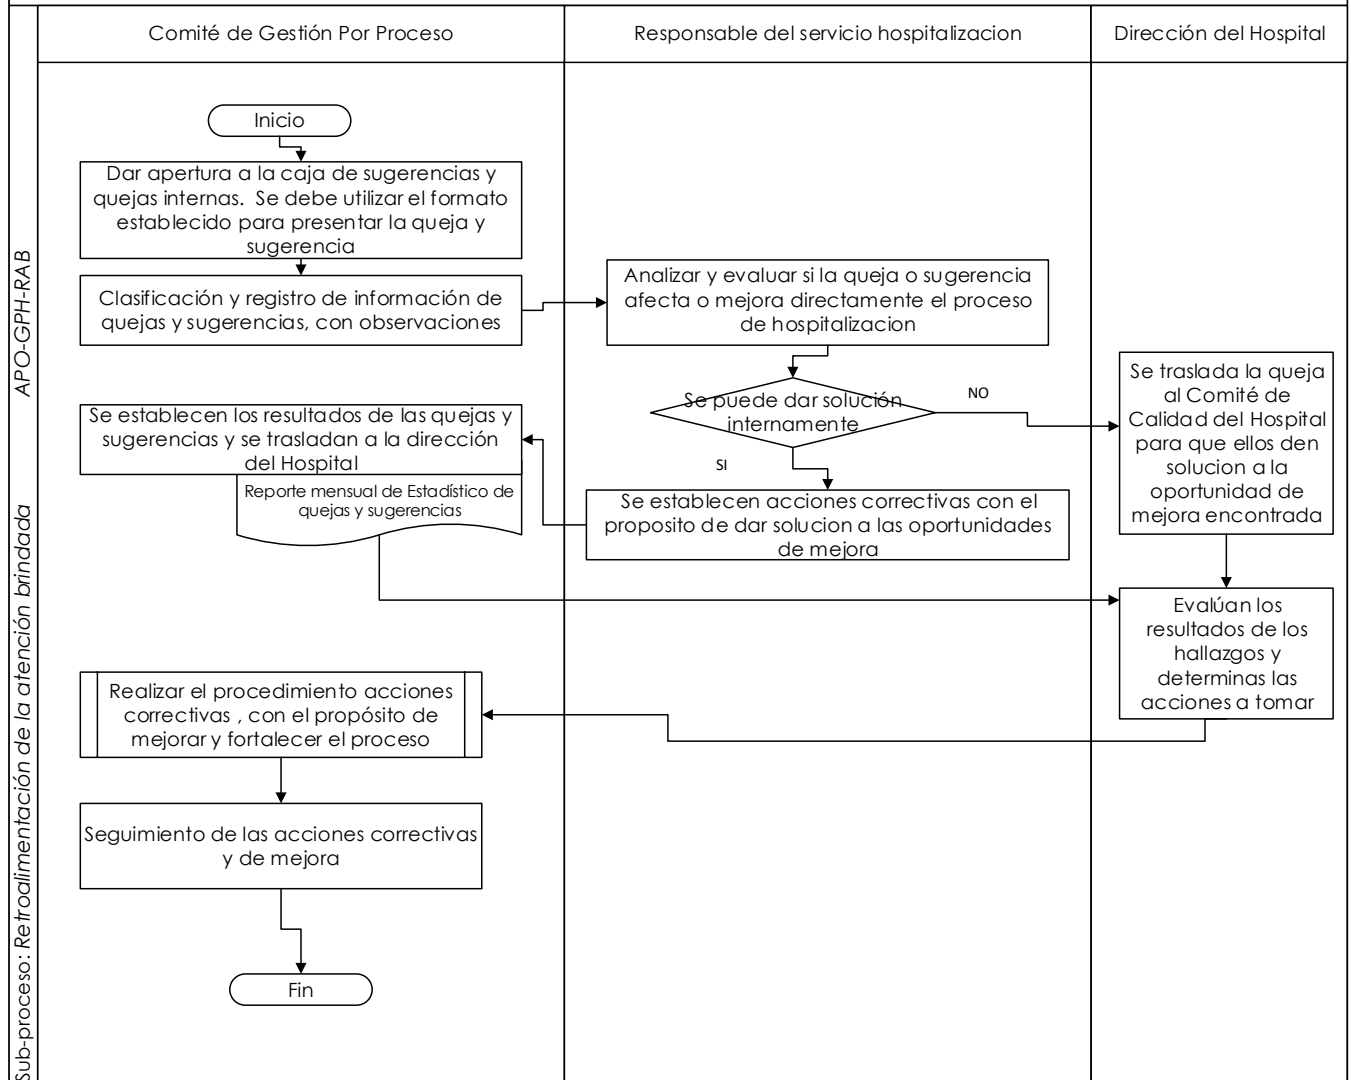 Comité de Gestión Por Proceso
Responsable del servicio hospitalizacion
Dirección del Hospital
Sub-proceso: Retroalimentación de la atención brindada APO-GPH-RAB
Inicio
Dar apertura a la caja de sugerencias y
quejas internas. Se debe utilizar el formato
establecido para presentar la queja y
sugerencia
Clasificación y registro de información de
quejas y sugerencias, con observaciones
Analizar y evaluar si la queja o sugerencia
afecta o mejora directamente el proceso
de hospitalizacion
Se puede dar solución
internamente
NO
SI
Se traslada la queja
al Comité de
Calidad del Hospital
para que ellos den
solucion a la
oportunidad de
mejora encontrada
Se establecen acciones correctivas con el
proposito de dar solucion a las oportunidades
de mejora
Se establecen los resultados de las quejas y
sugerencias y se trasladan a la dirección
del Hospital
Reporte mensual de Estadístico de
quejas y sugerencias
Evalúan los
resultados de los
hallazgos y
determinas las
acciones a tomar
Realizar el procedimiento acciones
correctivas , con el propósito de
mejorar y fortalecer el proceso
Seguimiento de las acciones correctivas
y de mejora
Fin